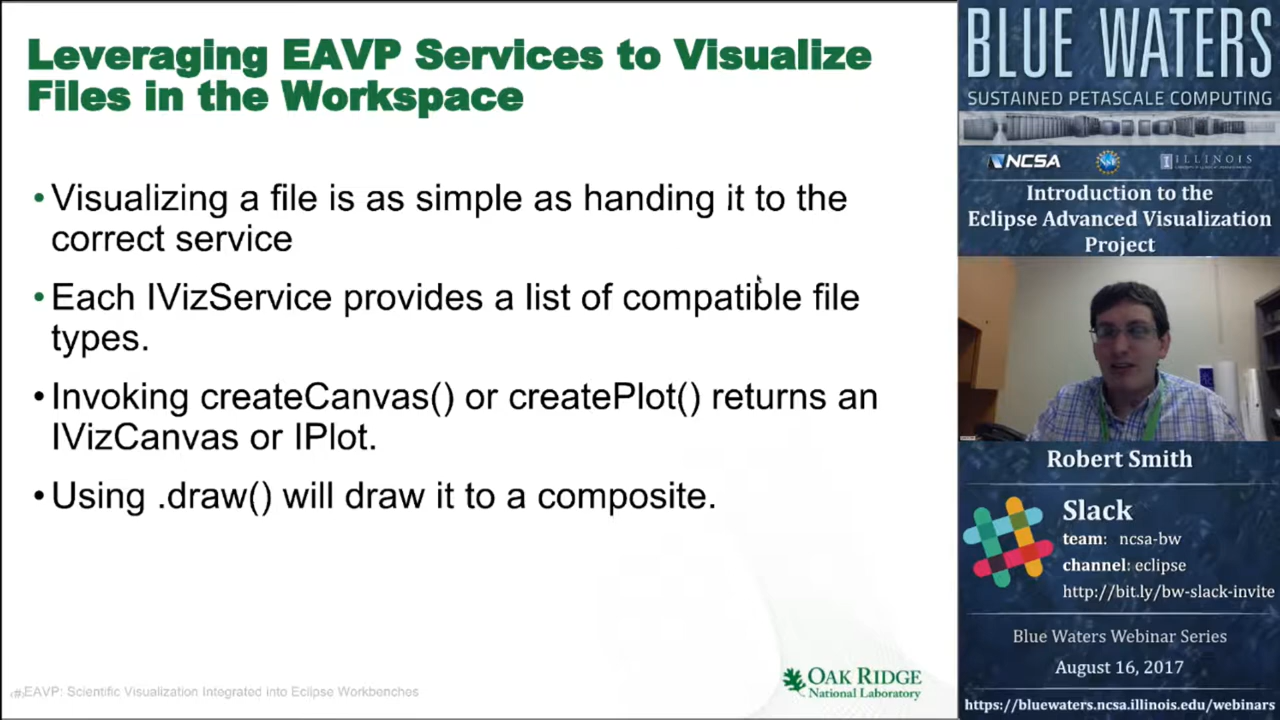 Leveraging EAVP Services to Visualize
Files in the Workspace
•Visualizing a file is as simple as handing it to the
correct service
•Each IVizService provides a list of compatible file
types.
•Invoking createCanvas() or createPlot() returns an
IVizCanvas or IPlot.
•Using .draw() will draw it to a composite.
EAVP: Scientific Visualization Integrated into Eclipse Workbenches
OAK RIDGE
National Laboratory
BLUE WATERS
SUSTAINED PETASCALE COMPUTING
NCSA
NSF
ILLINOIS
Introduction to the
Eclipse Advanced Visualization
Project
Robert Smith
Slack
team: ncsa-bw
channel: eclipse
http://bit.ly/bw-slack-invite
Blue Waters Webinar Series
August 16, 2017
https://bluewaters.ncsa.illinois.edu/webinars